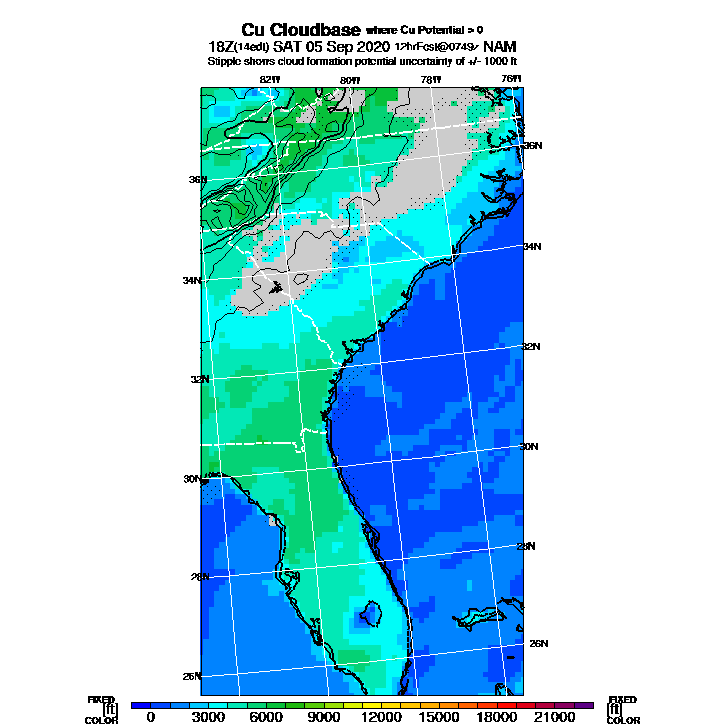 Cu Cloudbase where Cu Potential > 0
18Z(14edt) SAT 05 Sep 2020 12hrFcst@0749z NAM
Stipple shows cloud formation potential uncertainty of +/- 1000 ft
82W 80W 78W 76W
36N
36N
34N
34N
32N
32N
30N
30N
28N
28N
26N
26N
FIXED FIXED
[ft] 0 3000 6000 9000 12000 15000 18000 21000 [ft]
COLOR COLOR